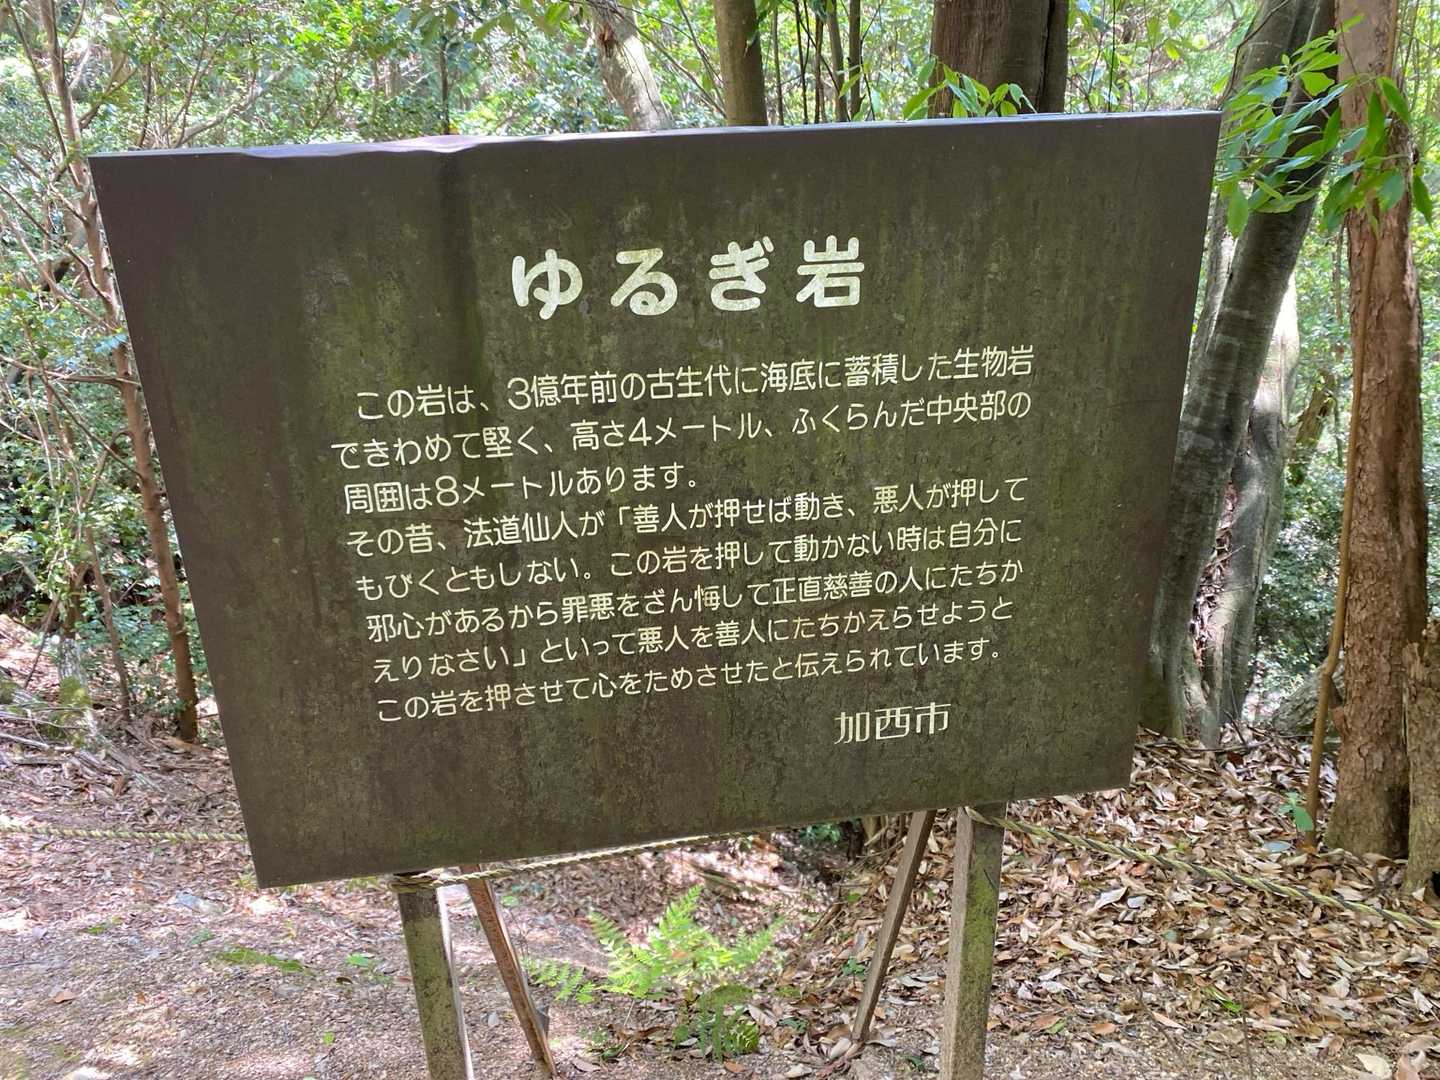 ゆるぎ岩
この岩は、3億年前の古生代に海底に蓄積した生物岩
できわめて堅く、高さ4メートル、ふくらんだ中央部の
周囲は8メートルあります。
その昔、法道仙人が「善人が押せば動き、悪人が押して
もびくともしない。この岩を押して動かない時は自分に
邪心があるから罪悪をざん悔して正直慈善の人にたちか
えりなさい」といって悪人を善人にたちかえらせようと
この岩を押させて心をためさせたと伝えられています。
加西市